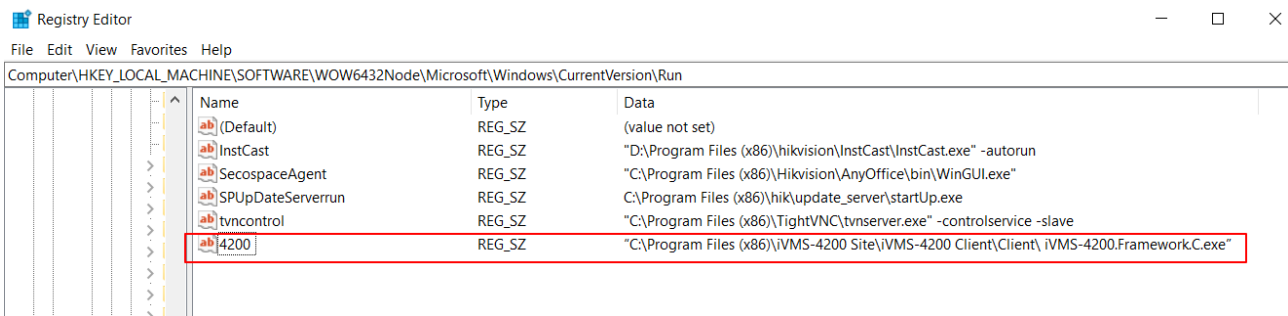 Registry Editor
File Edit View Favorites Help
Computer\HKEY_LOCAL_MACHINE\SOFTWARE\WOW6432Node\Microsoft\Windows\CurrentVersion\Run
Name Type Data
(Default) REG_SZ (value not set)
InstCast REG_SZ "D:\Program Files (x86)\hikvision\InstCast\InstCast.exe" -autorun
SecospaceAgent REG_SZ "C:\Program Files (x86)\Hikvision\AnyOffice\bin\WinGUI.exe"
SPUpDateServerrun REG_SZ C:\Program Files (x86)\hik\update_server\startUp.exe
tvncontrol REG_SZ "C:\Program Files (x86)\TightVNC\tvnserver.exe" -controlservice -slave
4200 REG_SZ “C:\Program Files (x86)\iVMS-4200 Site\iVMS-4200 Client\Client\ iVMS-4200.Framework.C.exe”